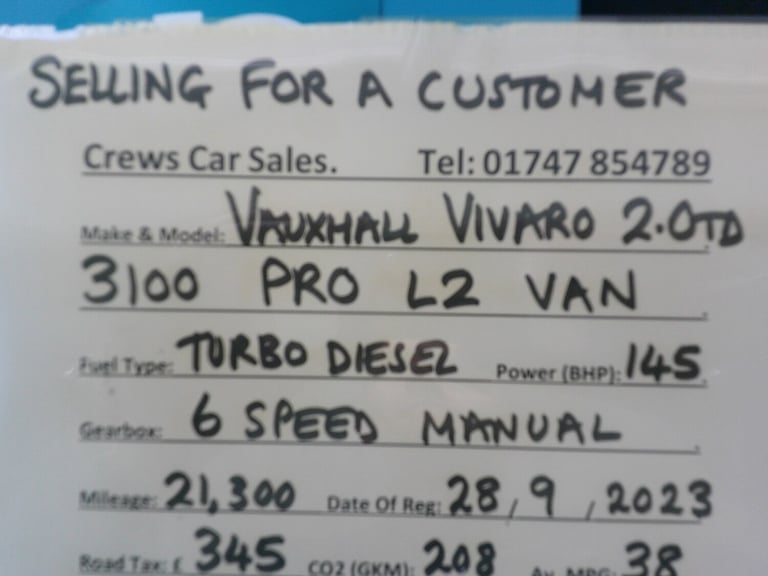 SELLING FOR A CUSTOMER
Crews Car Sales. Tel: 01747 854789
Make & Model: VAUXHALL VIVARO 2.0TD
3100 PRO L2 VAN
Fuel Type: TURBO DIESEL Power (BHP): 145
Gearbox: 6 SPEED MANUAL
Mileage: 21,300 Date Of Reg: 28 / 9 / 2023
Road Tax: £ 345 CO2 (GKM): 208 Av. MPG: 38